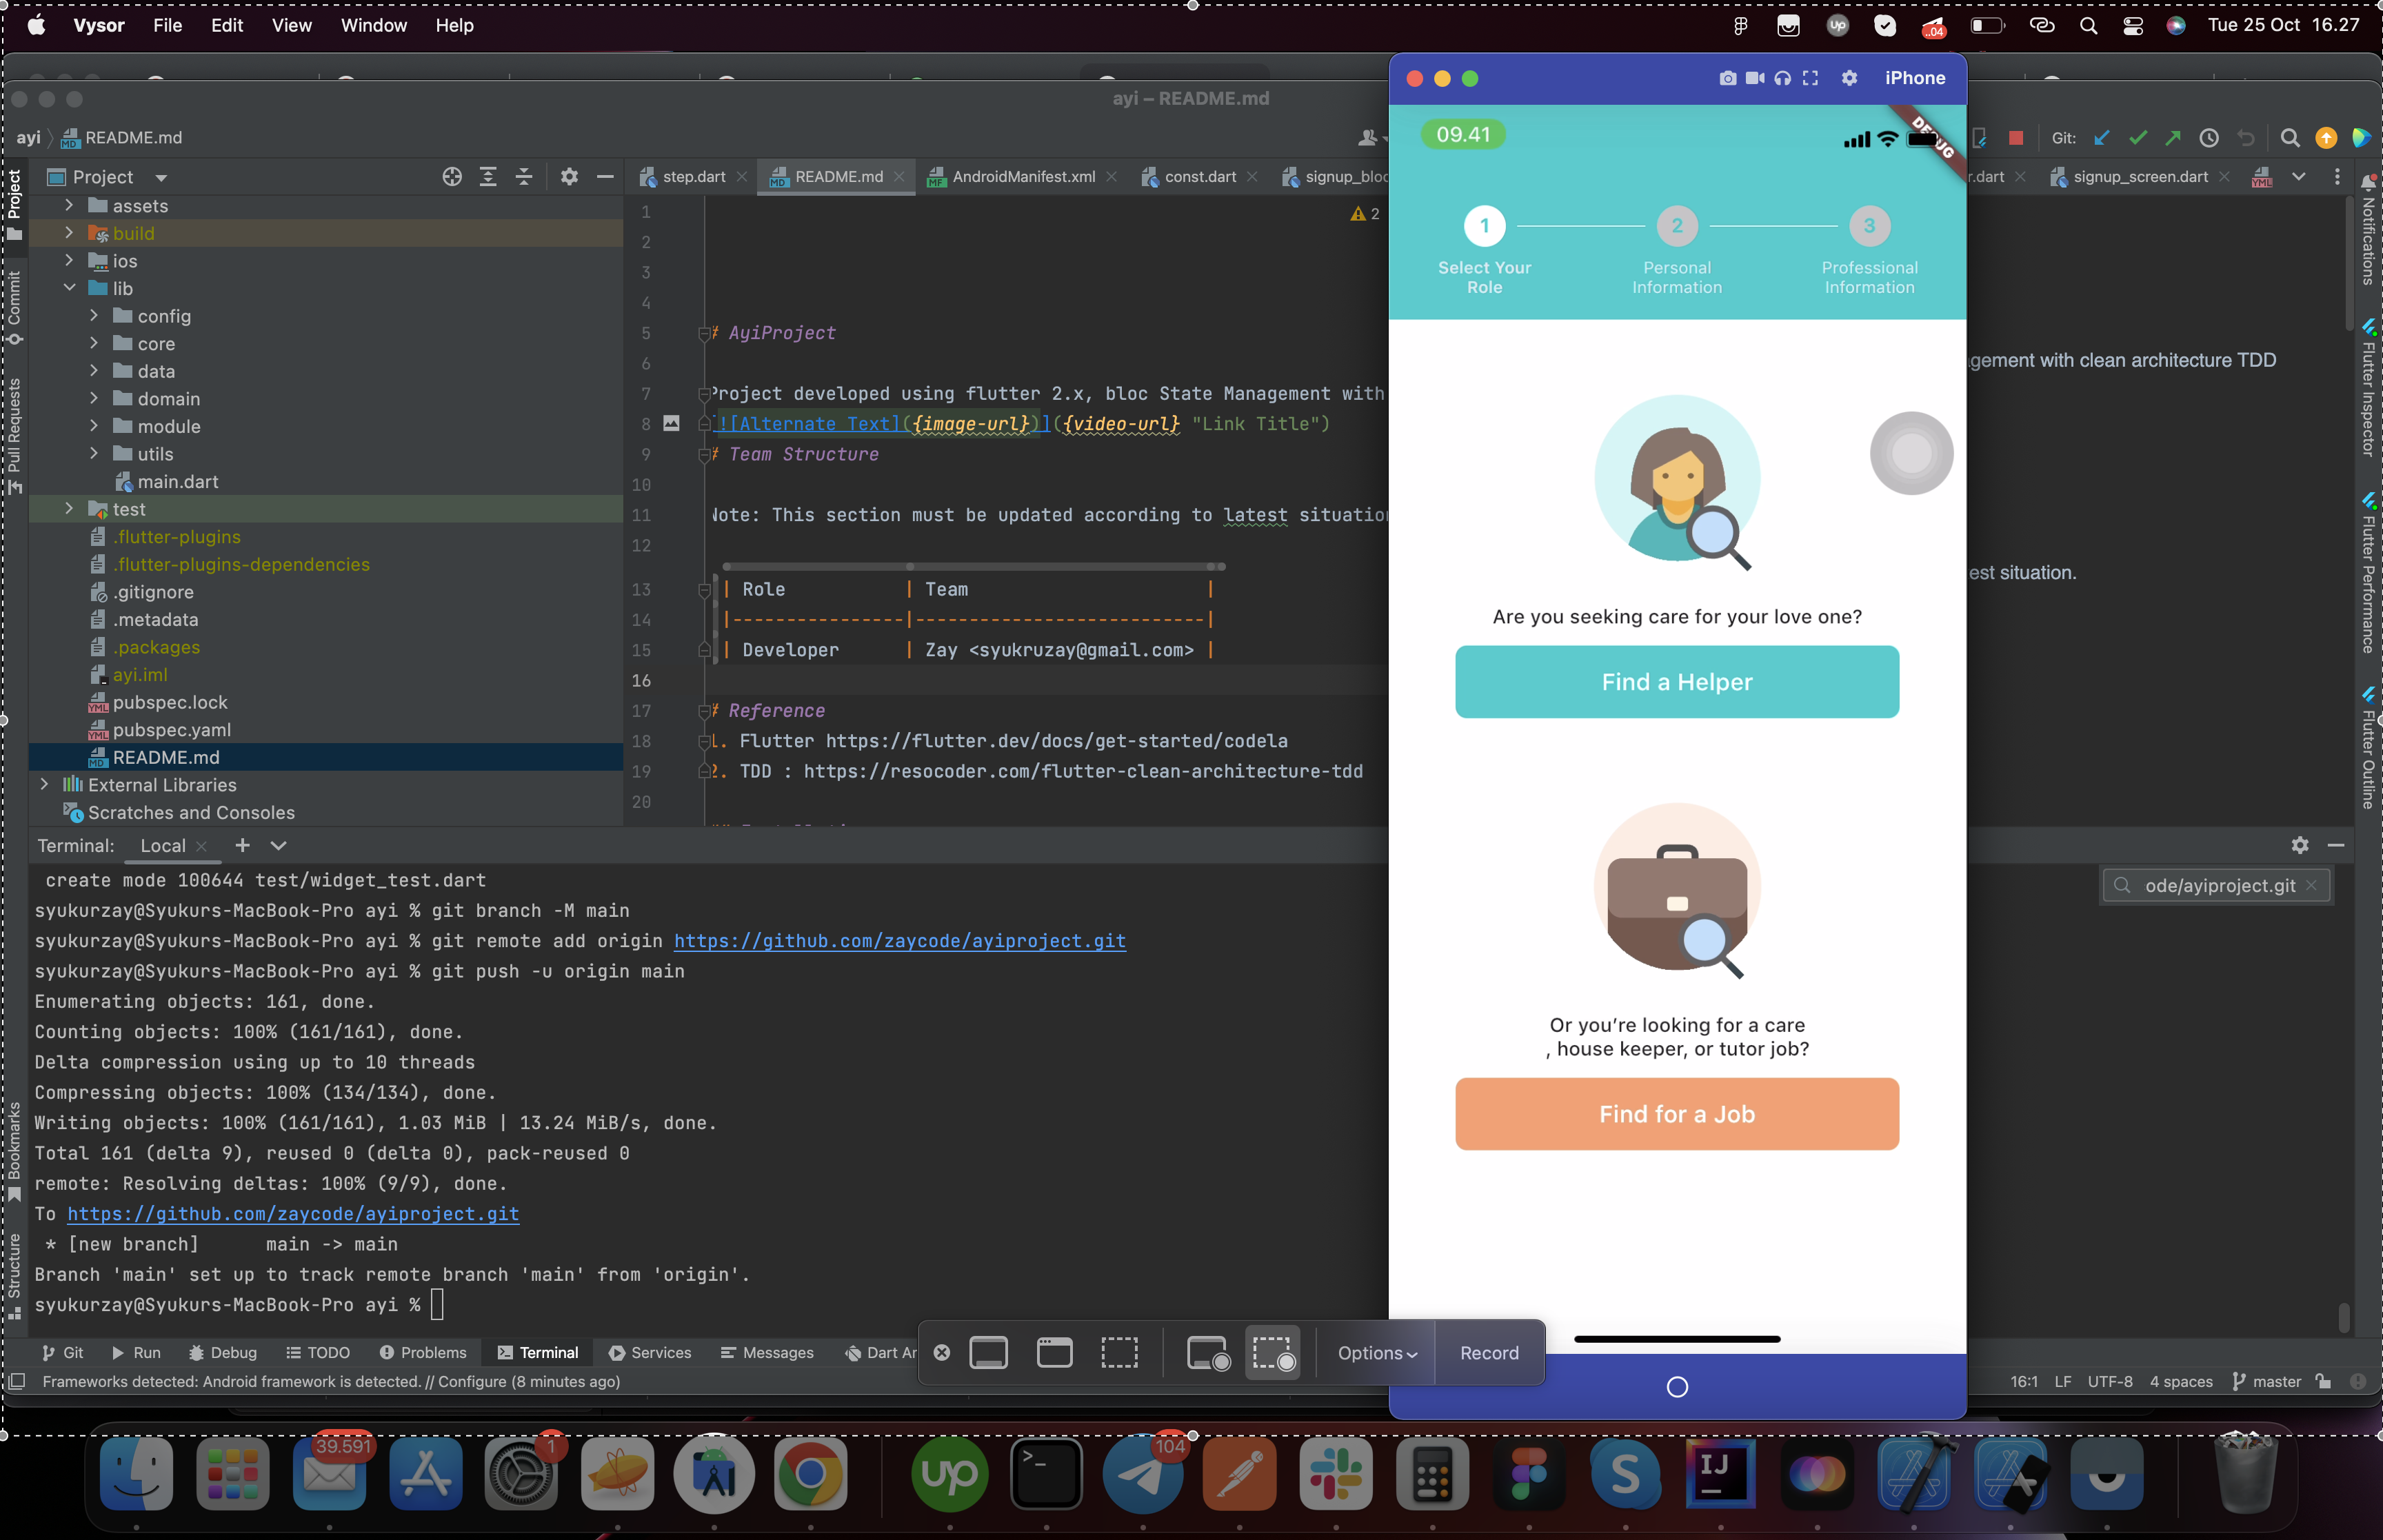 Vysor File Edit View Window Help
Tue 25 Oct 16.27
..04
ayi – README.md
iPhone
ayi README.md
Git:
Project
step.dart README.md AndroidManifest.xml const.dart signup_bloc
r.dart signup_screen.dart
Project
Commit
Pull Requests
Bookmarks
Structure
assets
build
ios
lib
config
core
data
domain
module
utils
main.dart
test
.flutter-plugins
.flutter-plugins-dependencies
.gitignore
.metadata
.packages
ayi.iml
pubspec.lock
pubspec.yaml
README.md
External Libraries
Scratches and Consoles
2
1
2
3
4
5 # AyiProject
6
7 Project developed using flutter 2.x, bloc State Management with
8 [![Alternate Text]({image-url})]({video-url} "Link Title")
9 # Team Structure
10
11 Note: This section must be updated according to latest situation
12
13 | Role | Team |
14 |----------------|---------------------------|
15 | Developer | Zay <syukruzay@gmail.com> |
16
17 # Reference
18 1. Flutter https://flutter.dev/docs/get-started/codela
19 2. TDD : https://resocoder.com/flutter-clean-architecture-tdd
20
agement with clean architecture TDD
est situation.
09.41
DEBUG
1 2 3
Select Your
Role
Personal
Information
Professional
Information
Are you seeking care for your love one?
Find a Helper
Or you're looking for a care
, house keeper, or tutor job?
Find for a Job
Notifications
Flutter Inspector
Flutter Performance
Flutter Outline
Terminal: Local
ode/ayiproject.git
create mode 100644 test/widget_test.dart
syukurzay@Syukurs-MacBook-Pro ayi % git branch -M main
syukurzay@Syukurs-MacBook-Pro ayi % git remote add origin https://github.com/zaycode/ayiproject.git
syukurzay@Syukurs-MacBook-Pro ayi % git push -u origin main
Enumerating objects: 161, done.
Counting objects: 100% (161/161), done.
Delta compression using up to 10 threads
Compressing objects: 100% (134/134), done.
Writing objects: 100% (161/161), 1.03 MiB | 13.24 MiB/s, done.
Total 161 (delta 9), reused 0 (delta 0), pack-reused 0
remote: Resolving deltas: 100% (9/9), done.
To https://github.com/zaycode/ayiproject.git
* [new branch] main -> main
Branch 'main' set up to track remote branch 'main' from 'origin'.
syukurzay@Syukurs-MacBook-Pro ayi %
Git Run Debug TODO Problems Terminal Services Messages Dart An
Options Record
Frameworks detected: Android framework is detected. // Configure (8 minutes ago)
16:1 LF UTF-8 4 spaces master
39.591
1
104
up
S
IJ